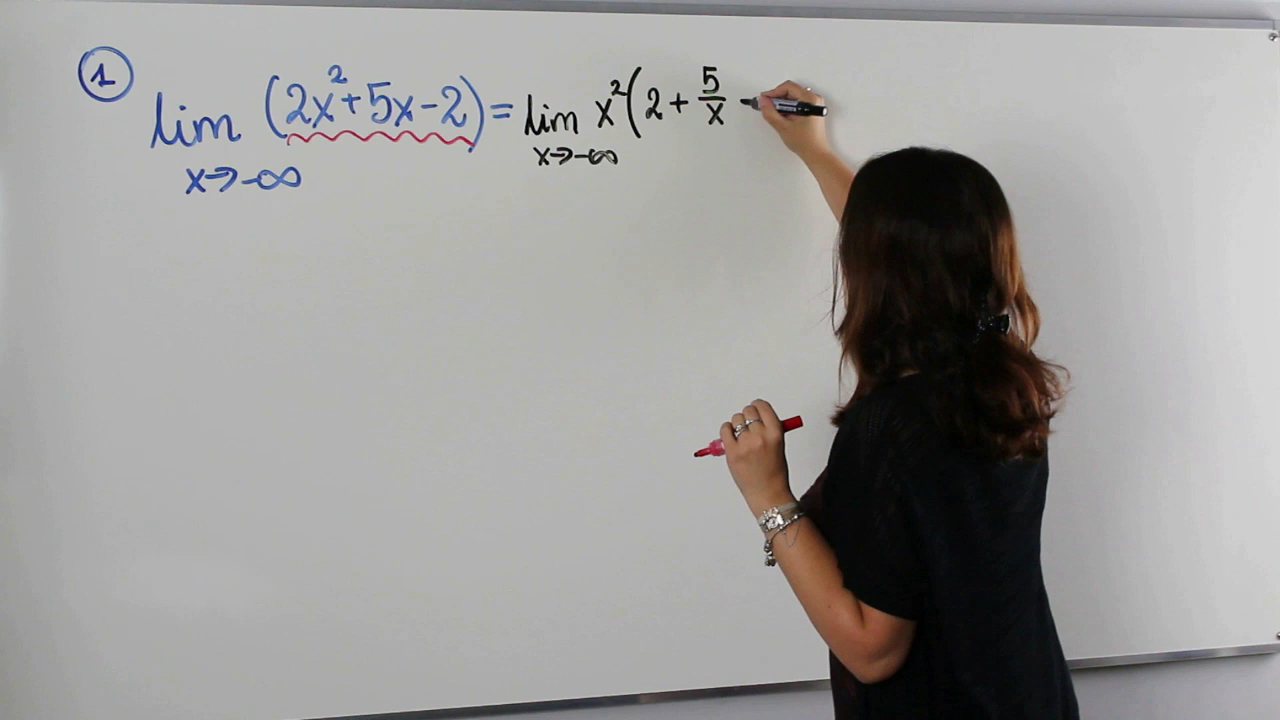 1 lim (2x²+5x-2) = lim x² (2 + 5/x -
x→-∞ x→-∞